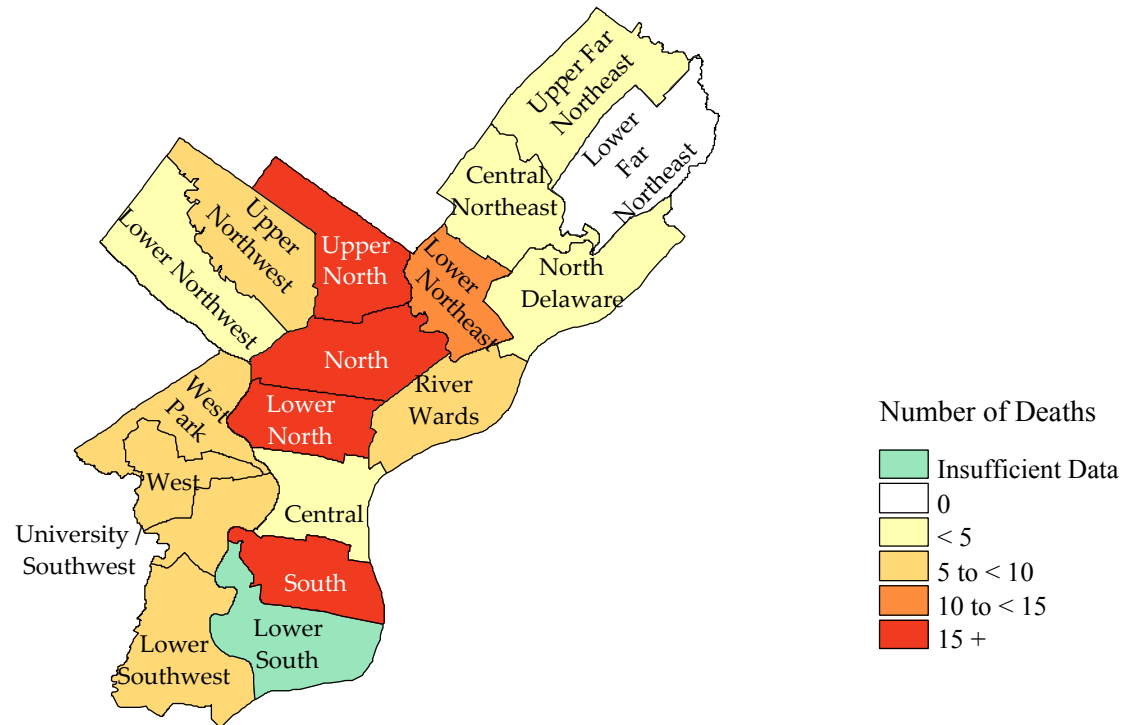 Upper Far
Northeast
Lower
Far
Northeast
Central
Northeast
Upper
Northwest
Lower Northwest
Upper
North
Lower
Northeast
North
Delaware
North
River
Wards
West
Park
Lower
North
West
Central
University /
Southwest
South
Lower
South
Lower
Southwest
Number of Deaths
Insufficient Data
0
< 5
5 to < 10
10 to < 15
15 +